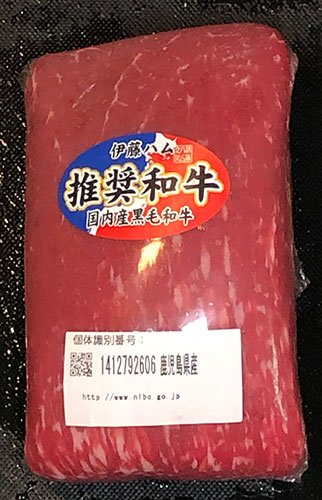 伊藤ハム
推奨和牛
国内産黒毛和牛
個体識別番号：
1412792606 鹿児島県産
http://www.nlbc.go.jp